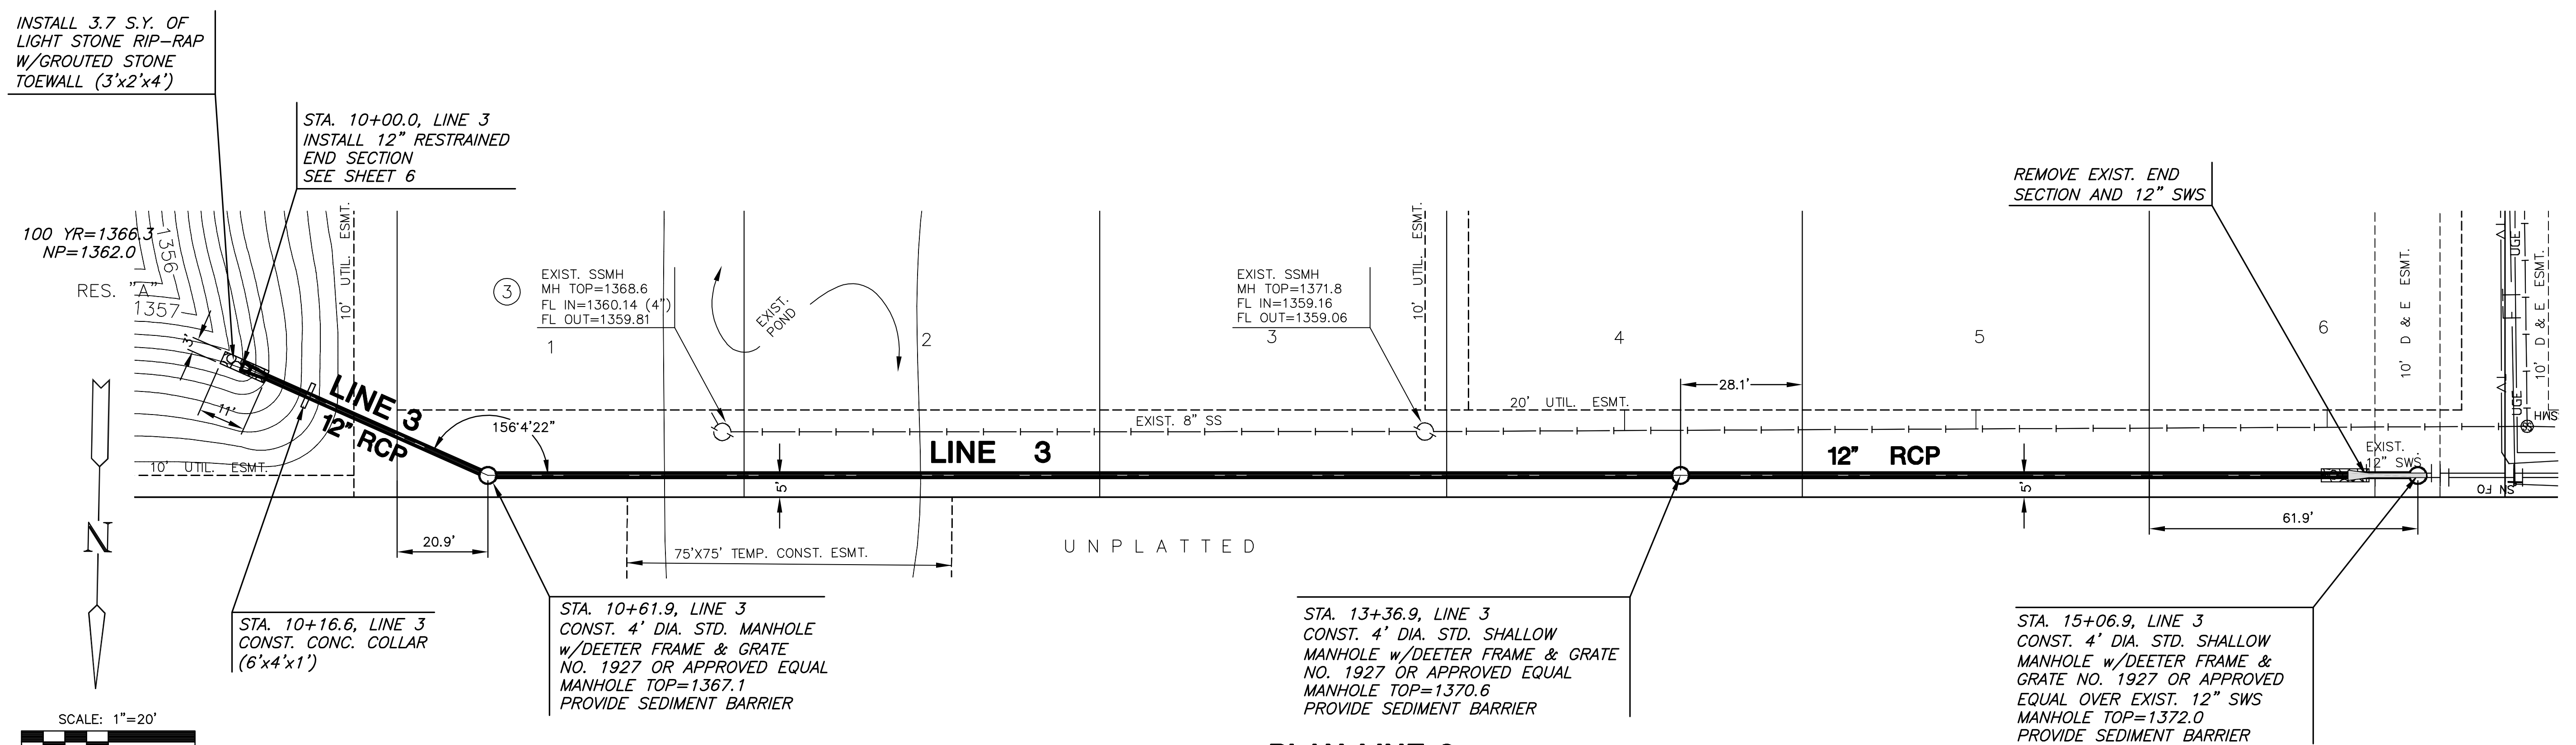 INSTALL 3.7 S.Y. OF
LIGHT STONE RIP-RAP
W/GROUTED STONE
TOEWALL (3'x2'x4')
STA. 10+00.0, LINE 3
INSTALL 12" RESTRAINED
END SECTION
SEE SHEET 6
REMOVE EXIST. END
SECTION AND 12" SWS
100 YR=1366.3
NP=1362.0
RES. "A"
1356
1357
10' UTIL. ESMT.
3
EXIST. SSMH
MH TOP=1368.6
FL IN=1360.14 (4")
FL OUT=1359.81
1
EXIST.
POND
2
EXIST. SSMH
MH TOP=1371.8
FL IN=1359.16
FL OUT=1359.06
3
10' UTIL. ESMT.
4
5
6
10' D & E ESMT.
UGE
UGE
10' D & E ESMT.
SMH
3'
11'
LINE 3
12" RCP
156°4'22"
EXIST. 8" SS
20' UTIL. ESMT.
28.1'
LINE 3
12" RCP
EXIST.
12" SWS
10' UTIL. ESMT.
5'
5'
SN FO
20.9'
75'X75' TEMP. CONST. ESMT.
UNPLATTED
61.9'
N
STA. 10+16.6, LINE 3
CONST. CONC. COLLAR
(6'x4'x1')
STA. 10+61.9, LINE 3
CONST. 4' DIA. STD. MANHOLE
w/DEETER FRAME & GRATE
NO. 1927 OR APPROVED EQUAL
MANHOLE TOP=1367.1
PROVIDE SEDIMENT BARRIER
STA. 13+36.9, LINE 3
CONST. 4' DIA. STD. SHALLOW
MANHOLE w/DEETER FRAME & GRATE
NO. 1927 OR APPROVED EQUAL
MANHOLE TOP=1370.6
PROVIDE SEDIMENT BARRIER
STA. 15+06.9, LINE 3
CONST. 4' DIA. STD. SHALLOW
MANHOLE w/DEETER FRAME &
GRATE NO. 1927 OR APPROVED
EQUAL OVER EXIST. 12" SWS
MANHOLE TOP=1372.0
PROVIDE SEDIMENT BARRIER
SCALE: 1"=20'